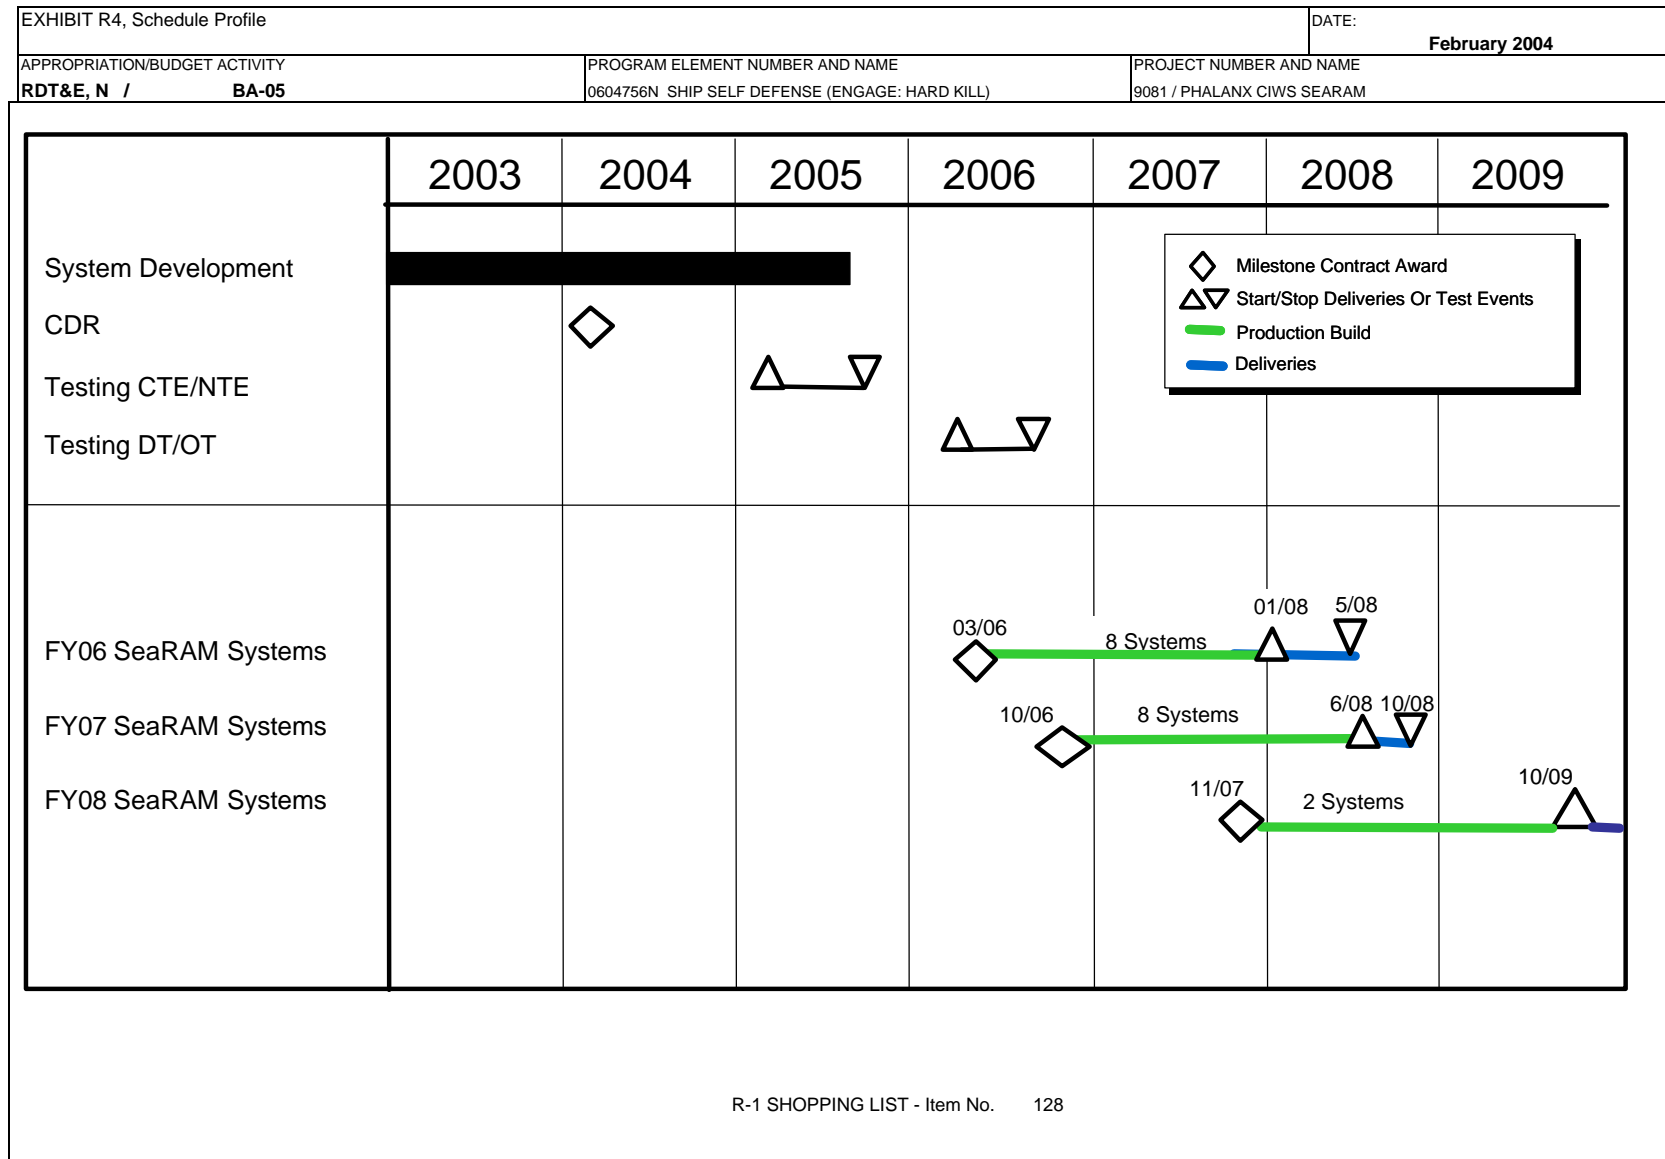 EXHIBIT R4, Schedule Profile
DATE:
February 2004
APPROPRIATION/BUDGET ACTIVITY
PROGRAM ELEMENT NUMBER AND NAME
PROJECT NUMBER AND NAME
RDT&E, N / BA-05
0604756N SHIP SELF DEFENSE (ENGAGE: HARD KILL)
9081 / PHALANX CIWS SEARAM
2003 2004 2005 2006 2007 2008 2009
System Development
Milestone Contract Award
Start/Stop Deliveries Or Test Events
Production Build
Deliveries
CDR
Testing CTE/NTE
Testing DT/OT
01/08 5/08
03/06
8 Systems
FY06 SeaRAM Systems
6/08 10/08
10/06
8 Systems
FY07 SeaRAM Systems
10/09
11/07
2 Systems
FY08 SeaRAM Systems
R-1 SHOPPING LIST - Item No. 128